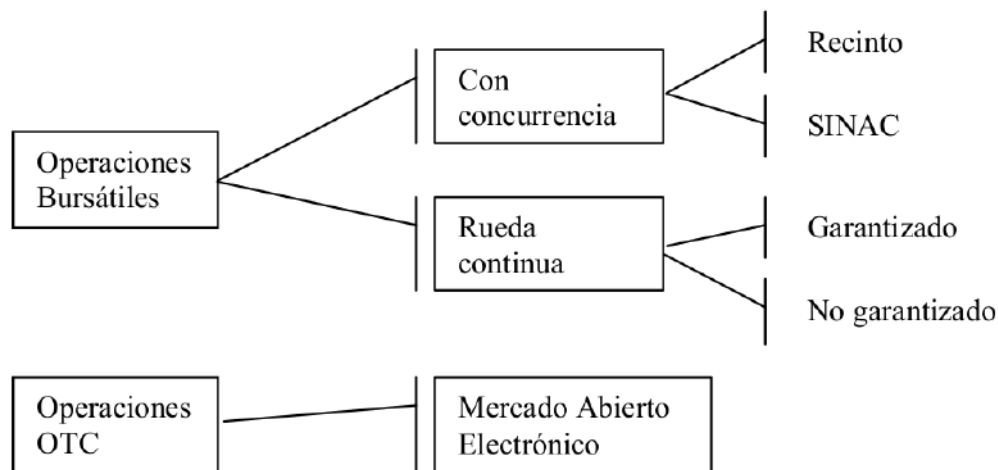 Operaciones
Bursátiles
Con
concurrencia
Recinto
SINAC
Rueda
continua
Garantizado
No garantizado
Operaciones
OTC
Mercado Abierto
Electrónico